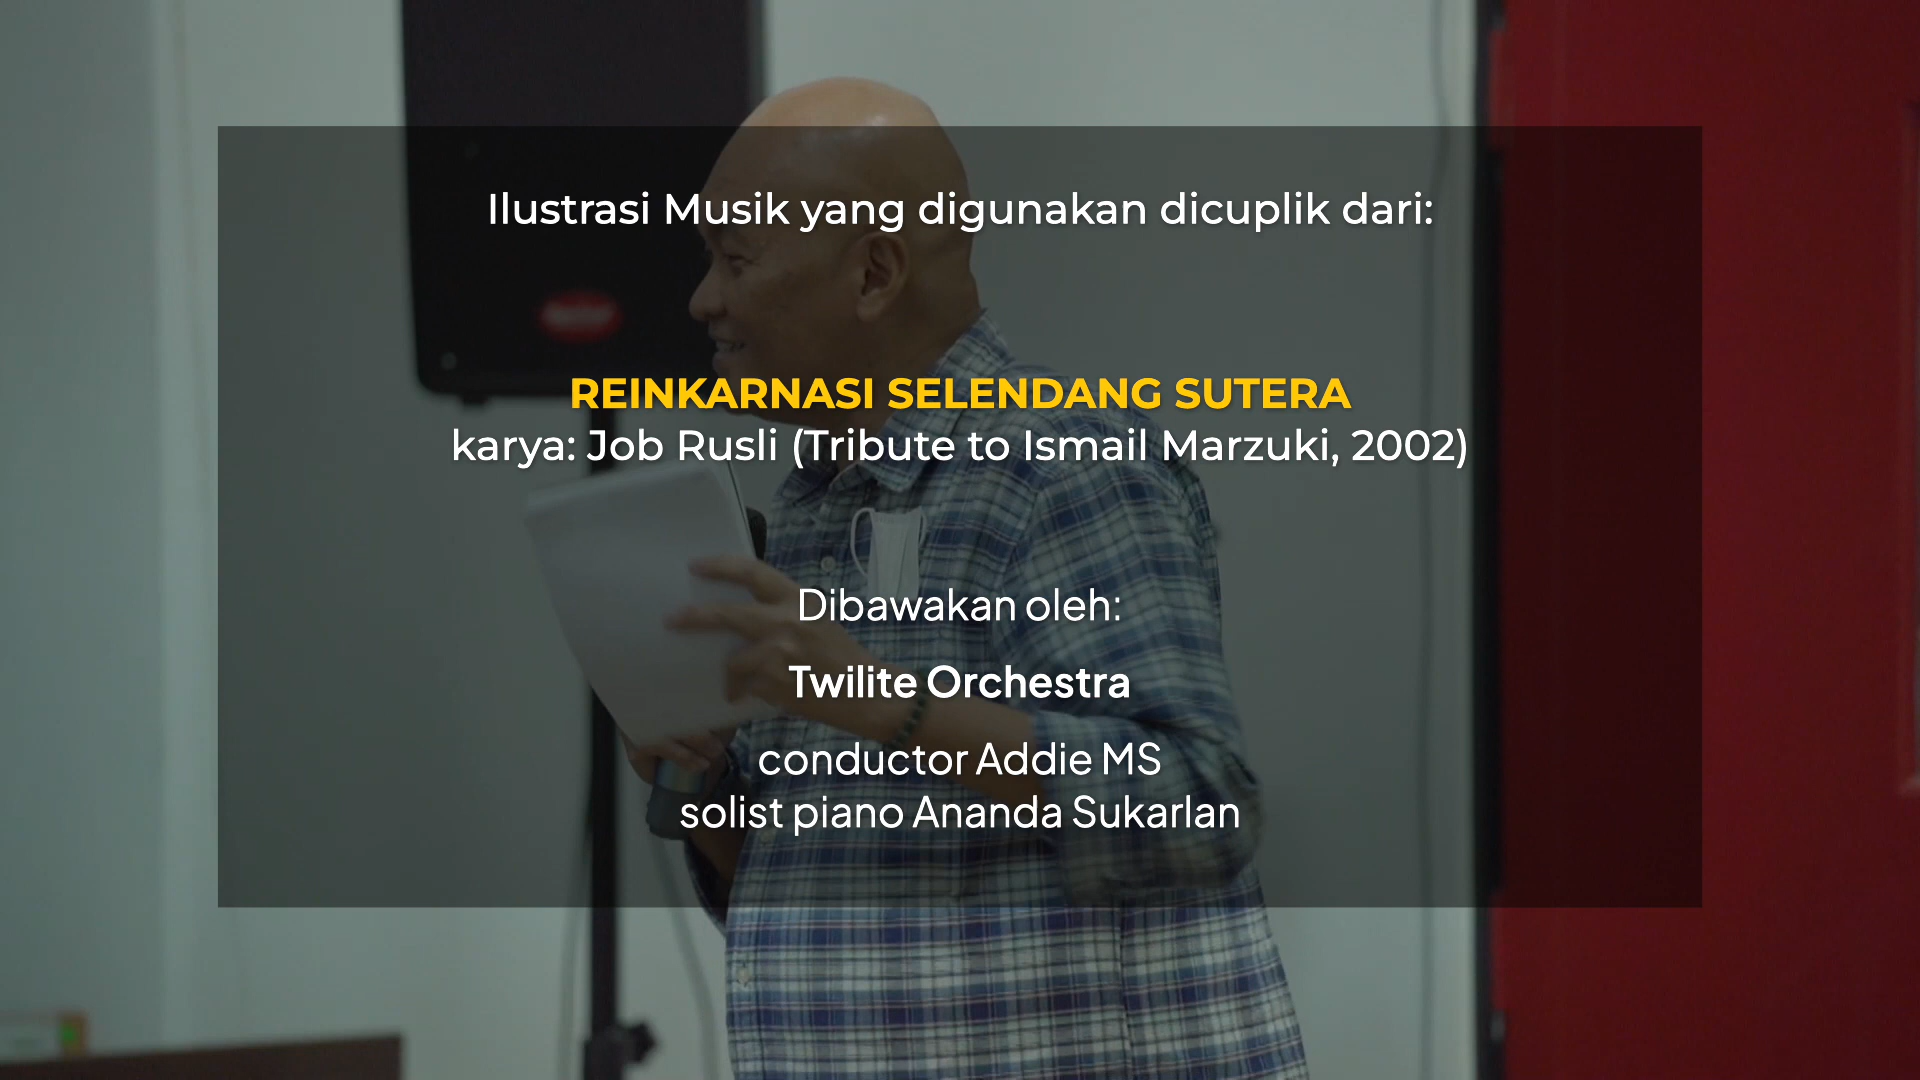 Ilustrasi Musik yang digunakan dicuplik dari:
REINKARNASI SELENDANG SUTERA
karya: Job Rusli (Tribute to Ismail Marzuki, 2002)
Dibawakan oleh:
Twilite Orchestra
conductor Addie MS
solist piano Ananda Sukarlan